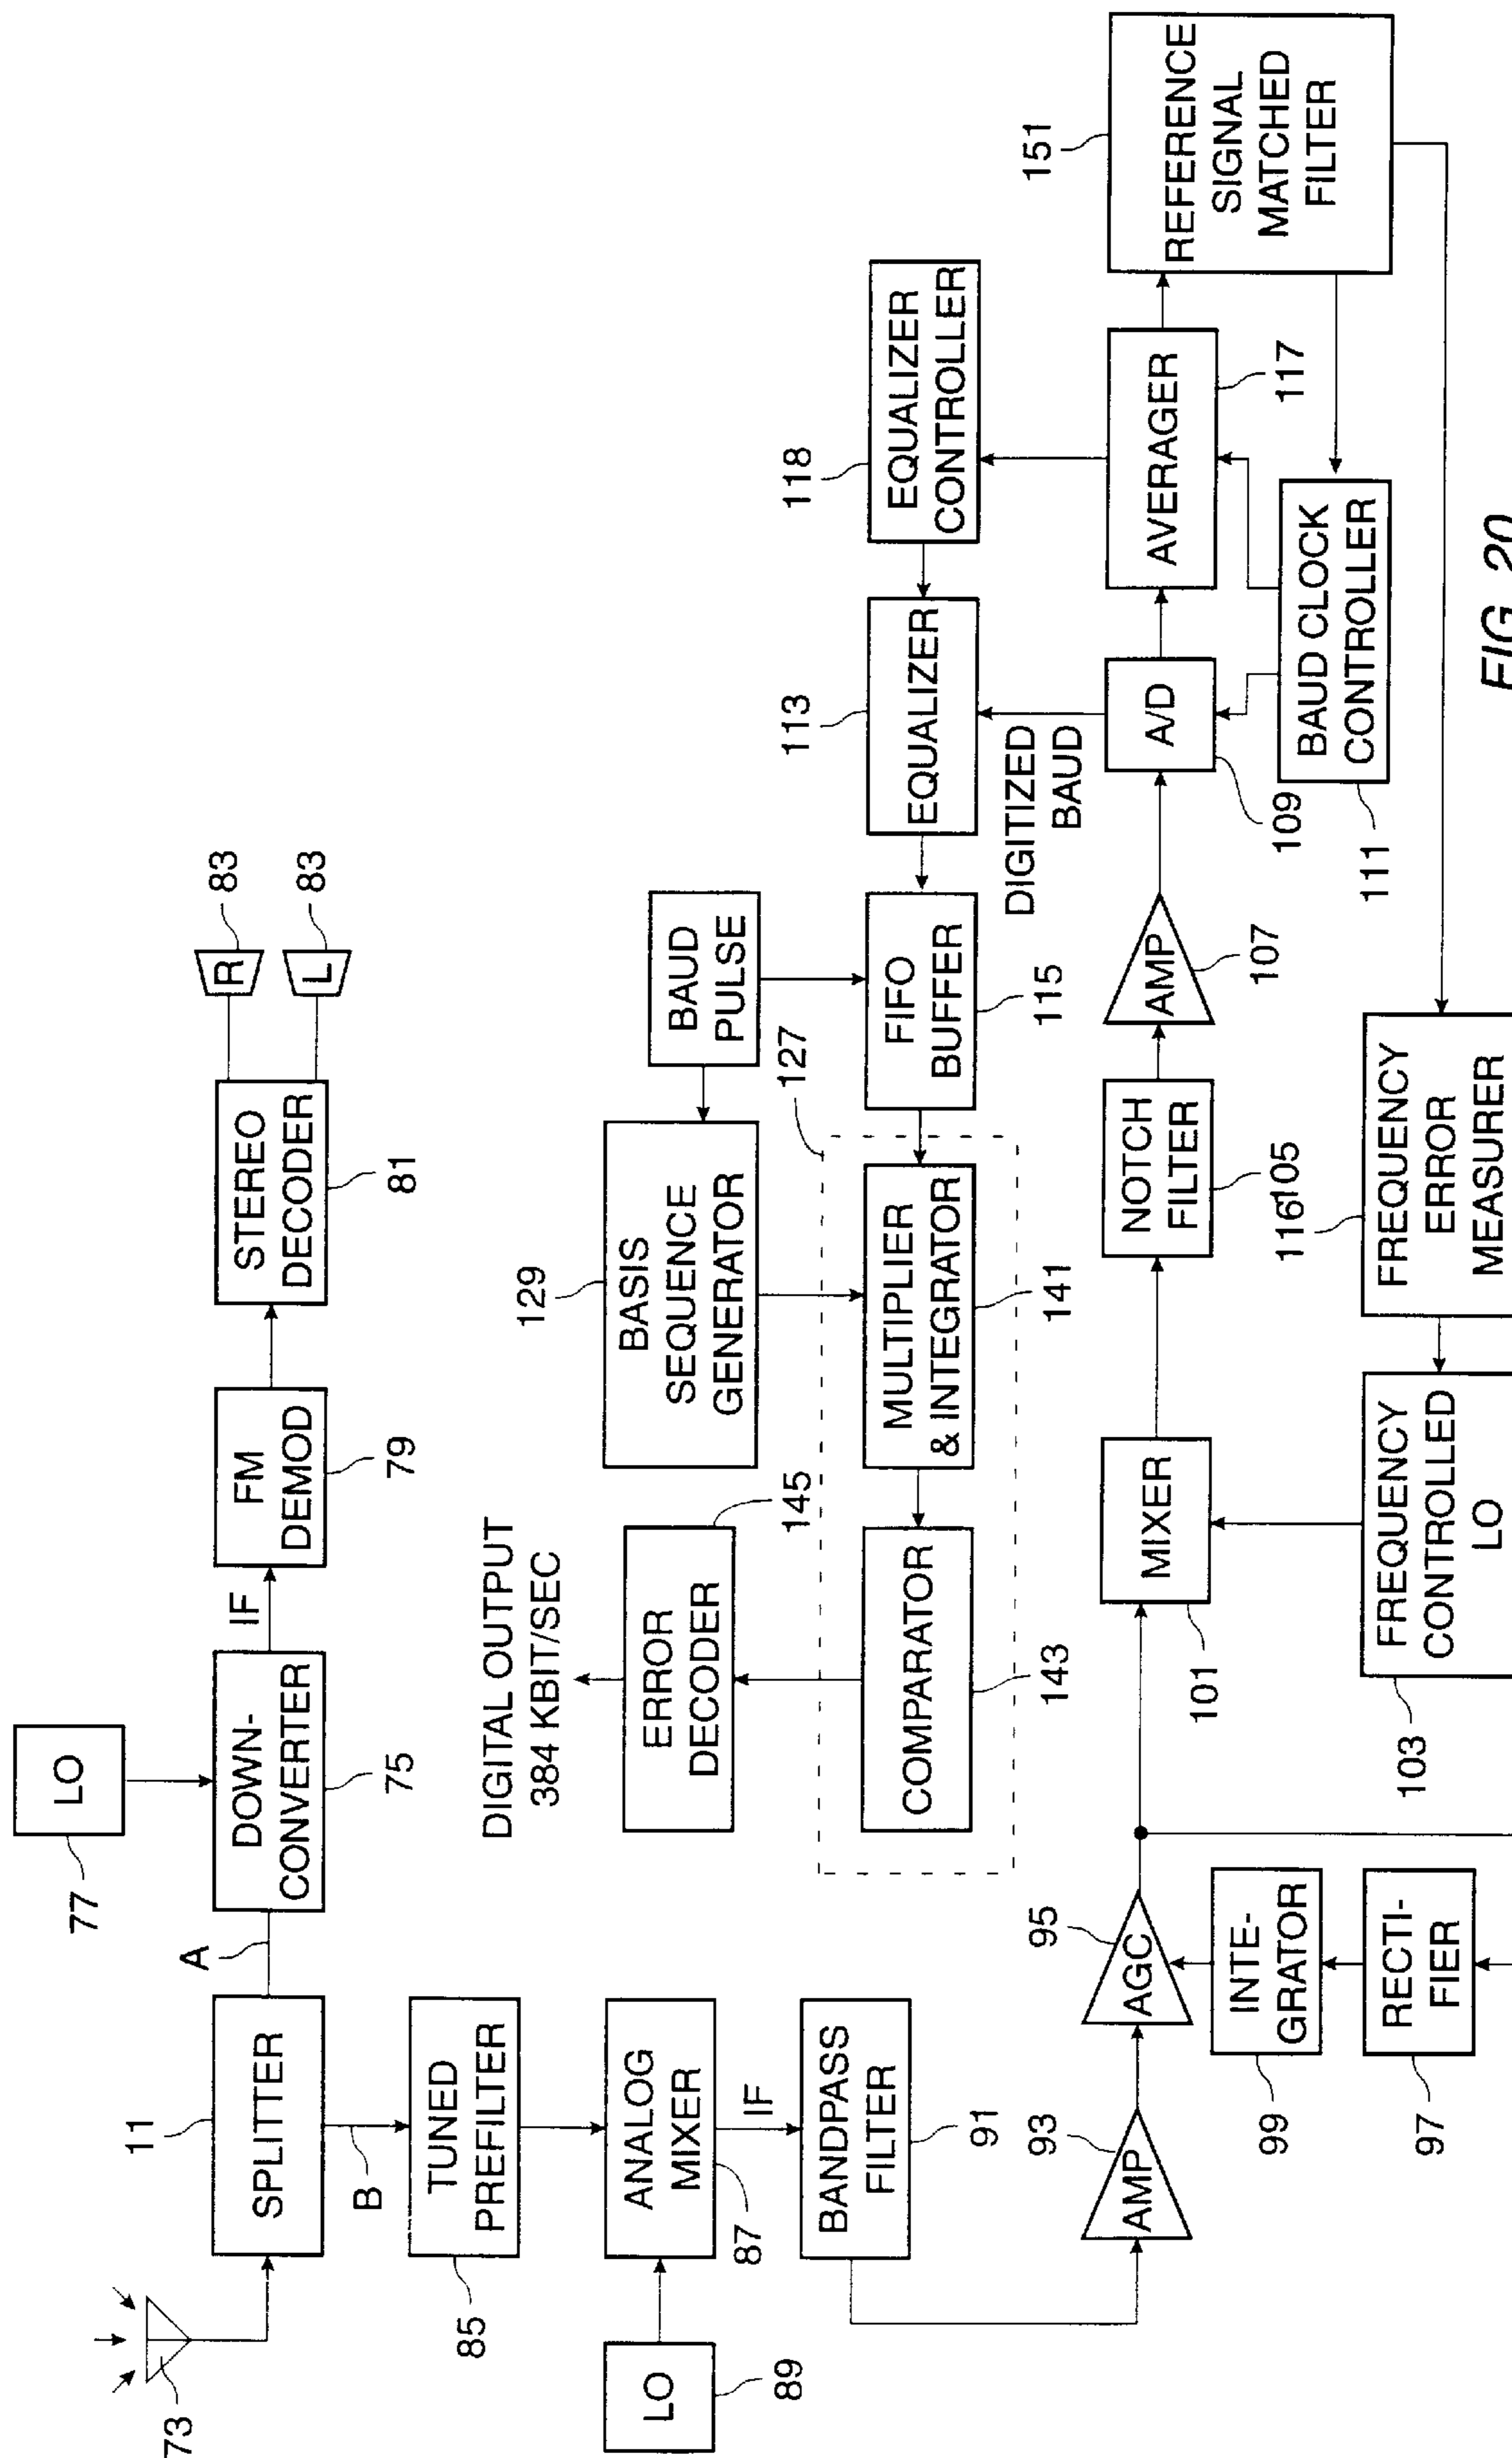 73
11
SPLITTER
A
B
LO
77
DOWN-
CONVERTER
75
IF
FM
DEMOD
79
STEREO
DECODER
81
R
83
L
83
TUNED
PREFILTER
85
ANALOG
MIXER
87
LO
89
IF
BANDPASS
FILTER
91
DIGITAL OUTPUT
384 KBIT/SEC
ERROR
DECODER
145
BASIS
SEQUENCE
GENERATOR
129
BAUD
PULSE
127
COMPARATOR
143
MULTIPLIER
& INTEGRATOR
141
FIFO
BUFFER
115
EQUALIZER
113
EQUALIZER
CONTROLLER
118
DIGITIZED
BAUD
AMP
93
AGC
95
INTE-
GRATOR
99
RECTI-
FIER
97
MIXER
101
NOTCH
FILTER
105
AMP
107
A/D
109
AVERAGER
117
REFERENCE
SIGNAL
MATCHED
FILTER
151
BAUD CLOCK
CONTROLLER
111
FREQUENCY
CONTROLLED
LO
103
FREQUENCY
ERROR
MEASURER
116
FIG. 20